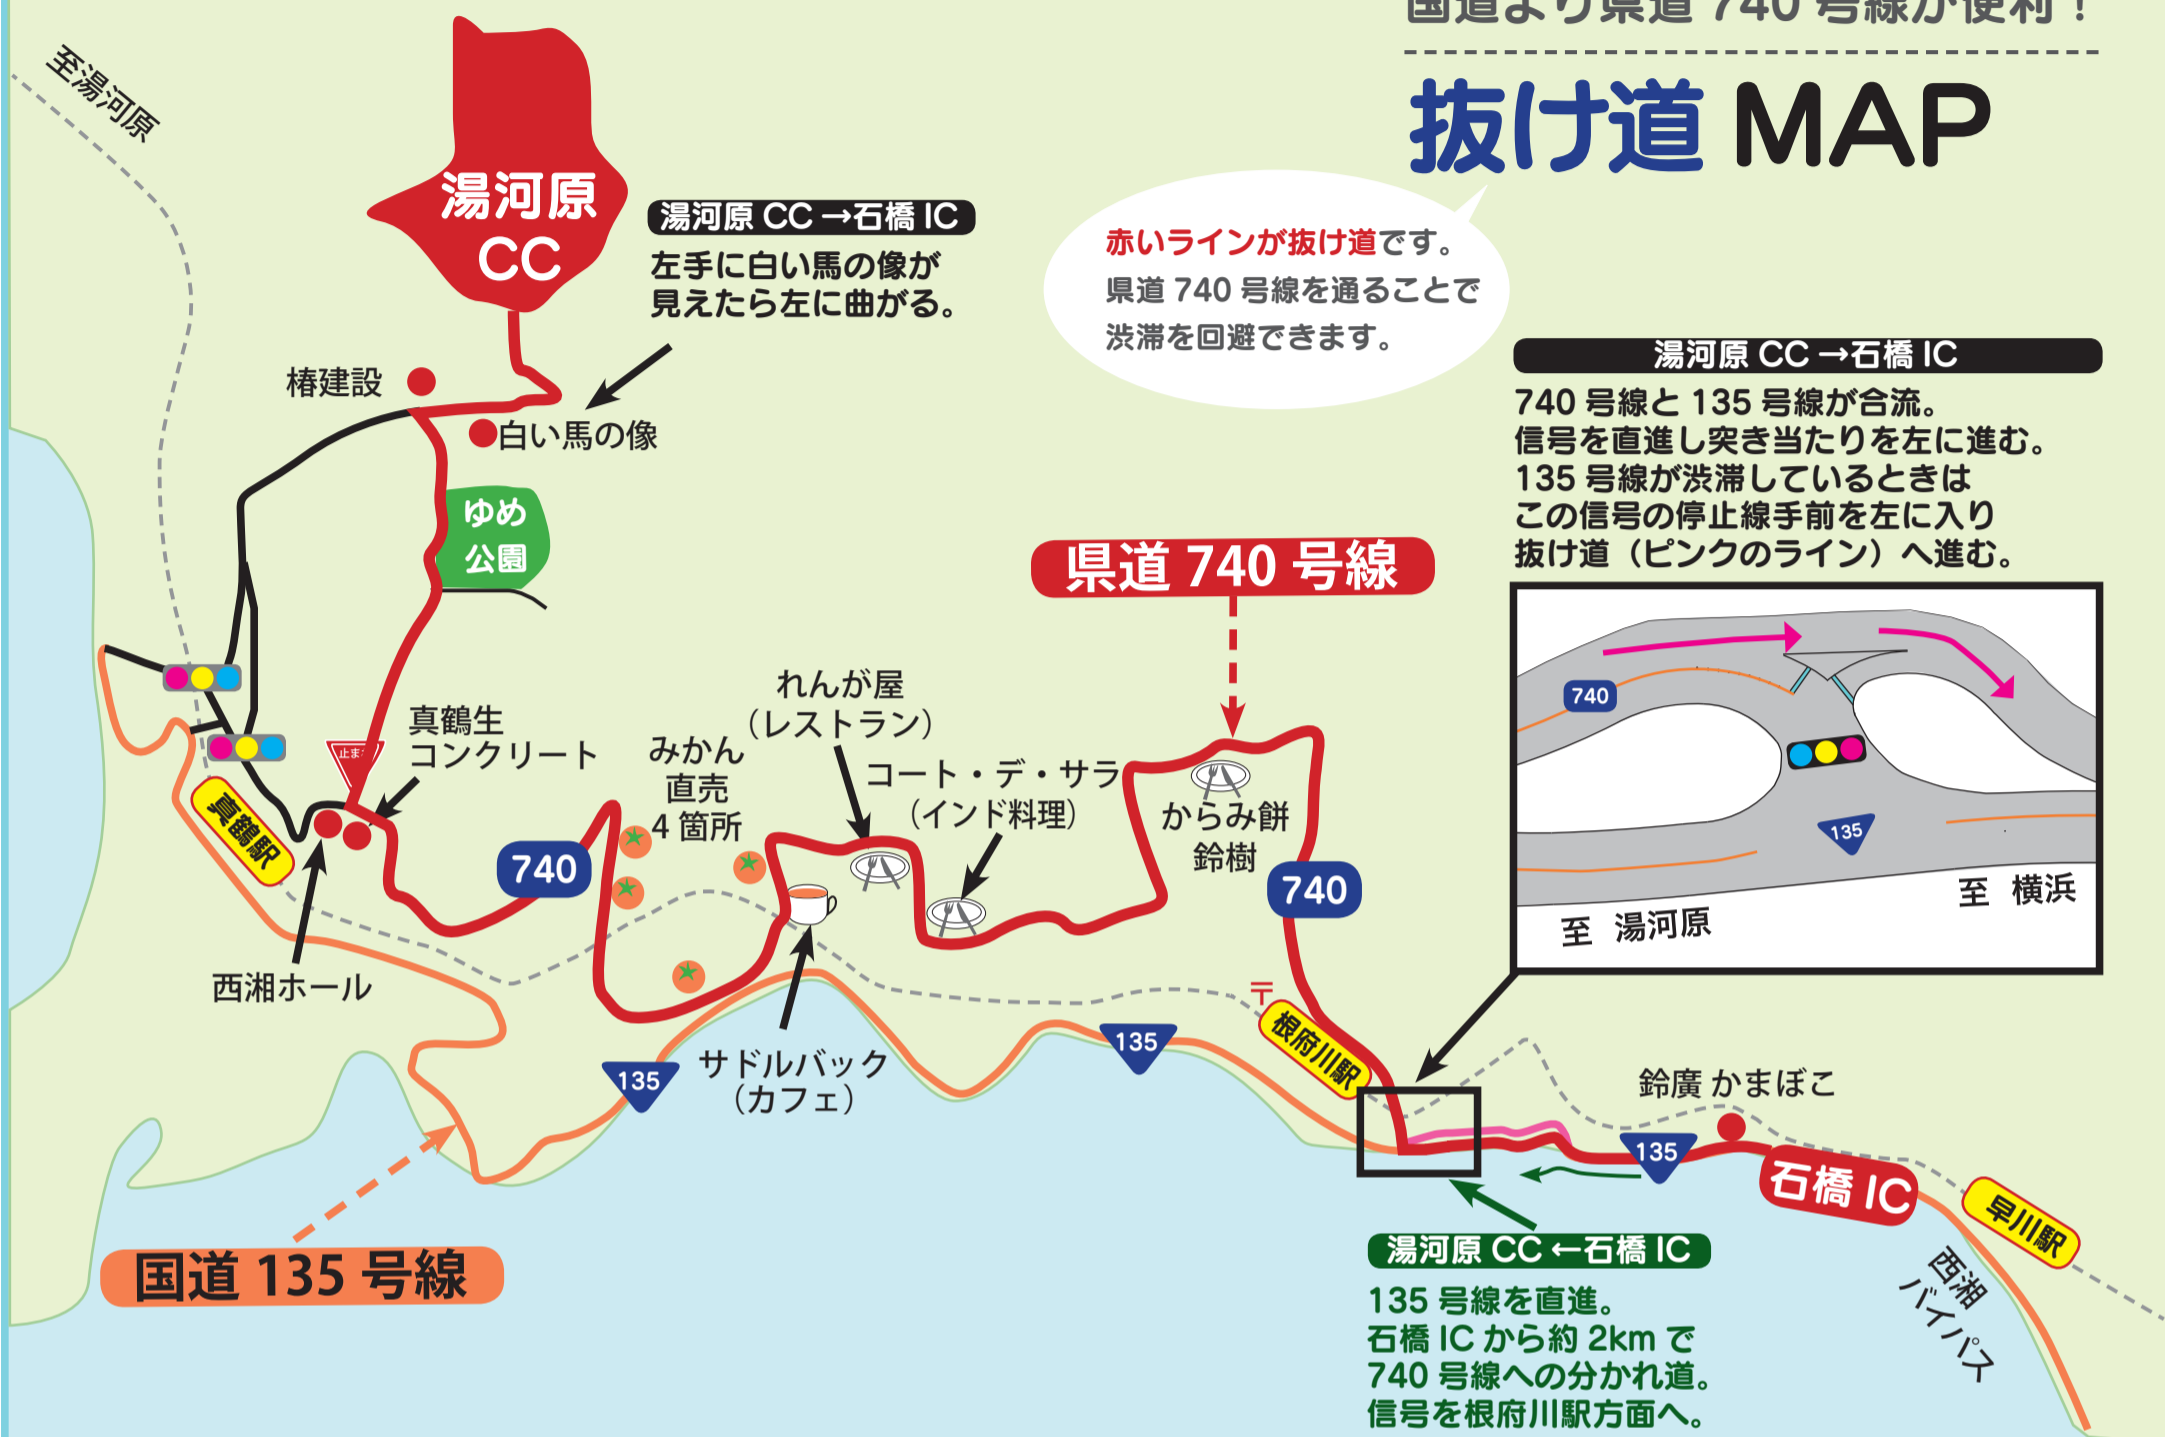 国道より県道 740 号線が便利！
抜け道 MAP
赤いラインが抜け道です。
県道 740 号線を通ることで
渋滞を回避できます。
至湯河原
湯河原
CC
湯河原 CC →石橋 IC
左手に白い馬の像が
見えたら左に曲がる。
椿建設
白い馬の像
ゆめ
公園
湯河原 CC →石橋 IC
740 号線と 135 号線が合流。
信号を直進し突き当たりを左に進む。
135 号線が渋滞しているときは
この信号の停止線手前を左に入り
抜け道（ピンクのライン）へ進む。
740
135
至 湯河原
至 横浜
県道 740 号線
真鶴生
コンクリート
真鶴駅
西湘ホール
740
みかん
直売
4 箇所
れんが屋
（レストラン）
コート・デ・サラ
（インド料理）
からみ餅
鈴樹
740
サドルバック
（カフェ）
135
135
〒
根府川駅
鈴廣 かまぼこ
135
石橋 IC
早川駅
西湘
バイパス
国道 135 号線
湯河原 CC ←石橋 IC
135 号線を直進。
石橋 IC から約 2km で
740 号線への分かれ道。
信号を根府川駅方面へ。